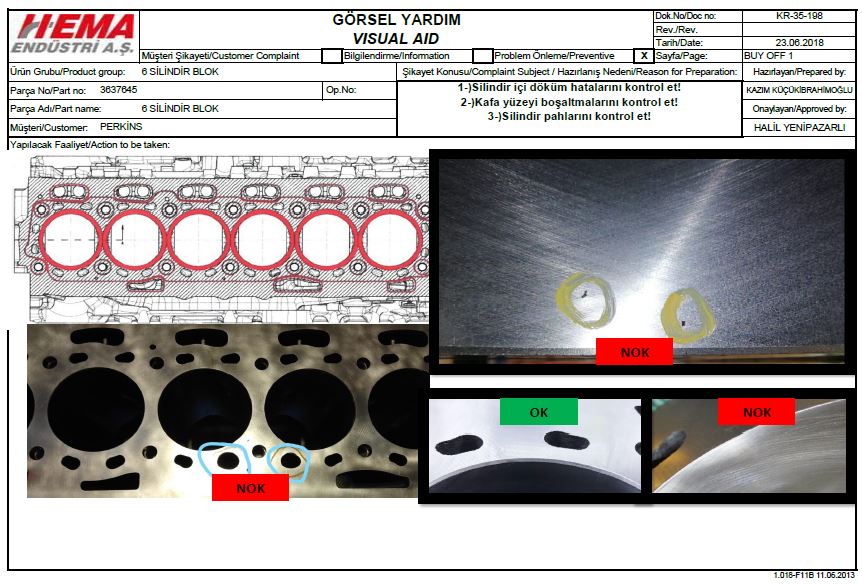 HEMA
ENDÜSTRİ A.Ş.
GÖRSEL YARDIM
VISUAL AID
Dok.No/Doc no: KR-35-198
Rev./Rev.
Tarih/Date: 23.06.2018
Müşteri Şikayeti/Customer Complaint Bilgilendirme/Information Problem Önleme/Preventive X Sayfa/Page: BUY OFF 1
Ürün Grubu/Product group: 6 SİLİNDİR BLOK
Şikayet Konusu/Complaint Subject / Hazırlanış Nedeni/Reason for Preparation:
Hazırlayan/Prepared by:
Parça No/Part no: 3637645 Op.No:
1-)Silindir içi döküm hatalarını kontrol et!
2-)Kafa yüzeyi boşaltmalarını kontrol et!
3-)Silindir pahlarını kontrol et!
KAZIM KÜÇÜKİBRAHİMOĞLU
Parça Adı/Part name: 6 SİLİNDİR BLOK
Onaylayan/Approved by:
Müşteri/Customer: PERKINS
HALİL YENİPAZARLI
Yapılacak Faaliyet/Action to be taken:
NOK
OK
NOK
NOK
1.018-F11B 11.06.2013